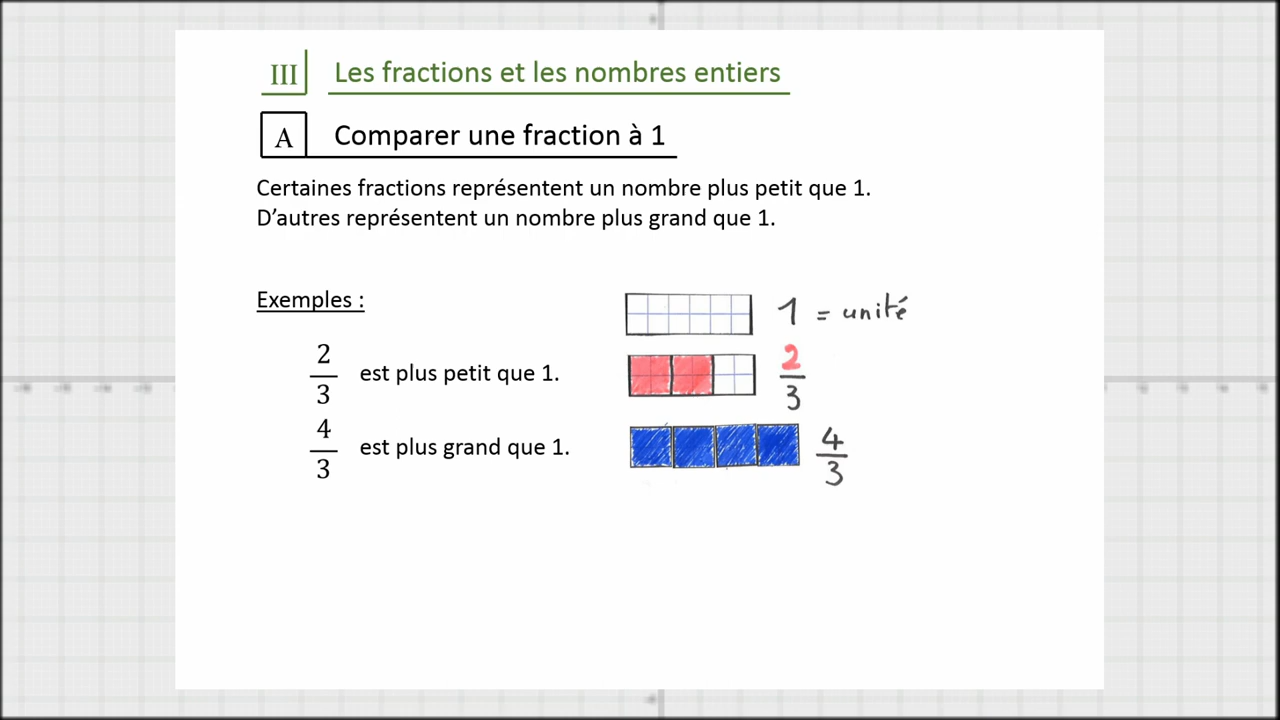 III Les fractions et les nombres entiers
A Comparer une fraction à 1
Certaines fractions représentent un nombre plus petit que 1.
D’autres représentent un nombre plus grand que 1.
Exemples :
1 = unité
2/3 est plus petit que 1.
2/3
4/3 est plus grand que 1.
4/3